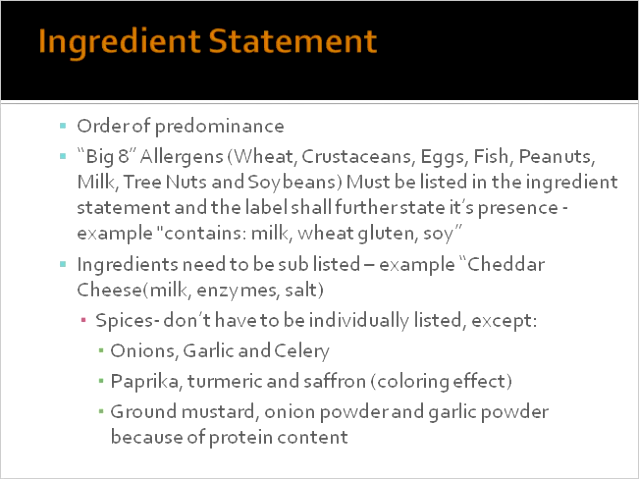 Ingredient Statement
Order of predominance
“Big 8” Allergens (Wheat, Crustaceans, Eggs, Fish, Peanuts,
Milk, Tree Nuts and Soybeans) Must be listed in the ingredient
statement and the label shall further state it’s presence -
example "contains: milk, wheat gluten, soy”
Ingredients need to be sub listed – example “Cheddar
Cheese(milk, enzymes, salt)
Spices- don’t have to be individually listed, except:
Onions, Garlic and Celery
Paprika, turmeric and saffron (coloring effect)
Ground mustard, onion powder and garlic powder
because of protein content